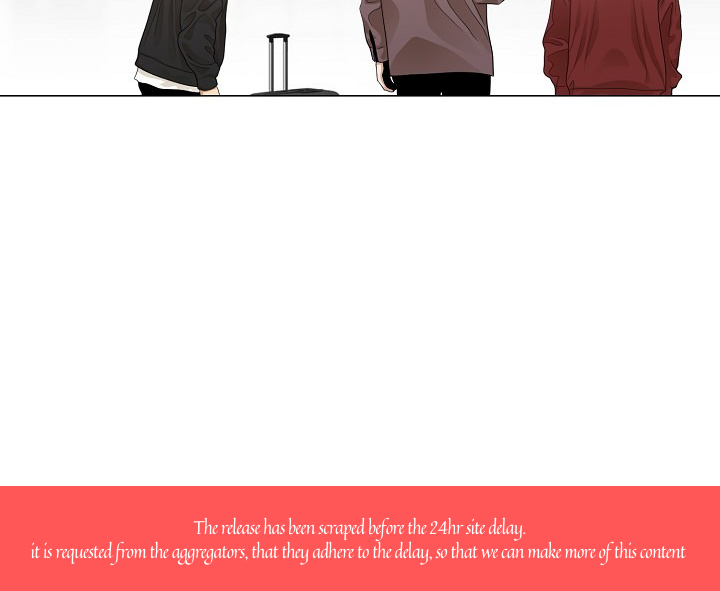 The release has been scraped before the 24hr site delay.
it is requested from the aggregators, that they adhere to the delay, so that we can make more of this content